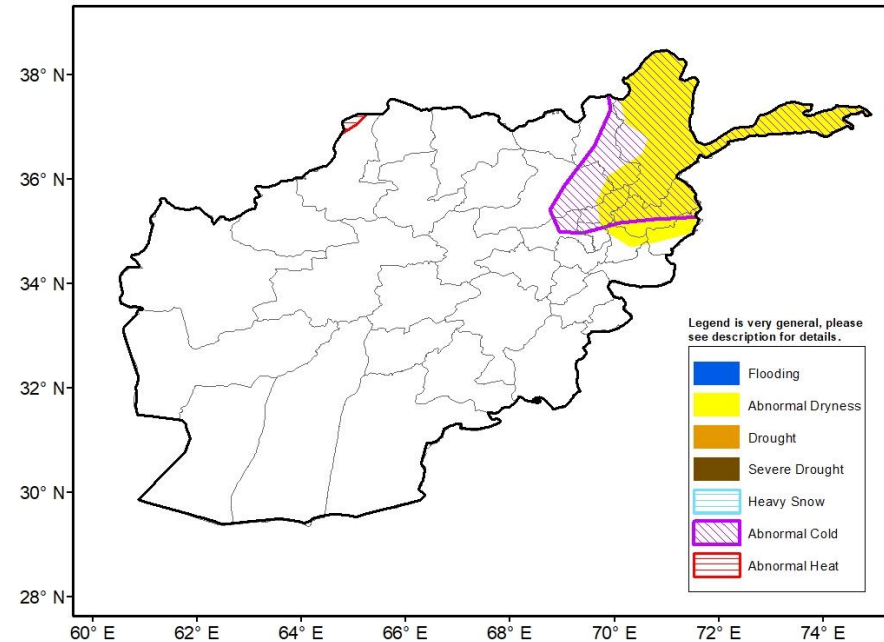 38° N
36° N
34° N
32° N
30° N
28° N
60° E
62° E
64° E
66° E
68° E
70° E
72° E
74° E
Legend is very general, please
see description for details.
Flooding
Abnormal Dryness
Drought
Severe Drought
Heavy Snow
Abnormal Cold
Abnormal Heat